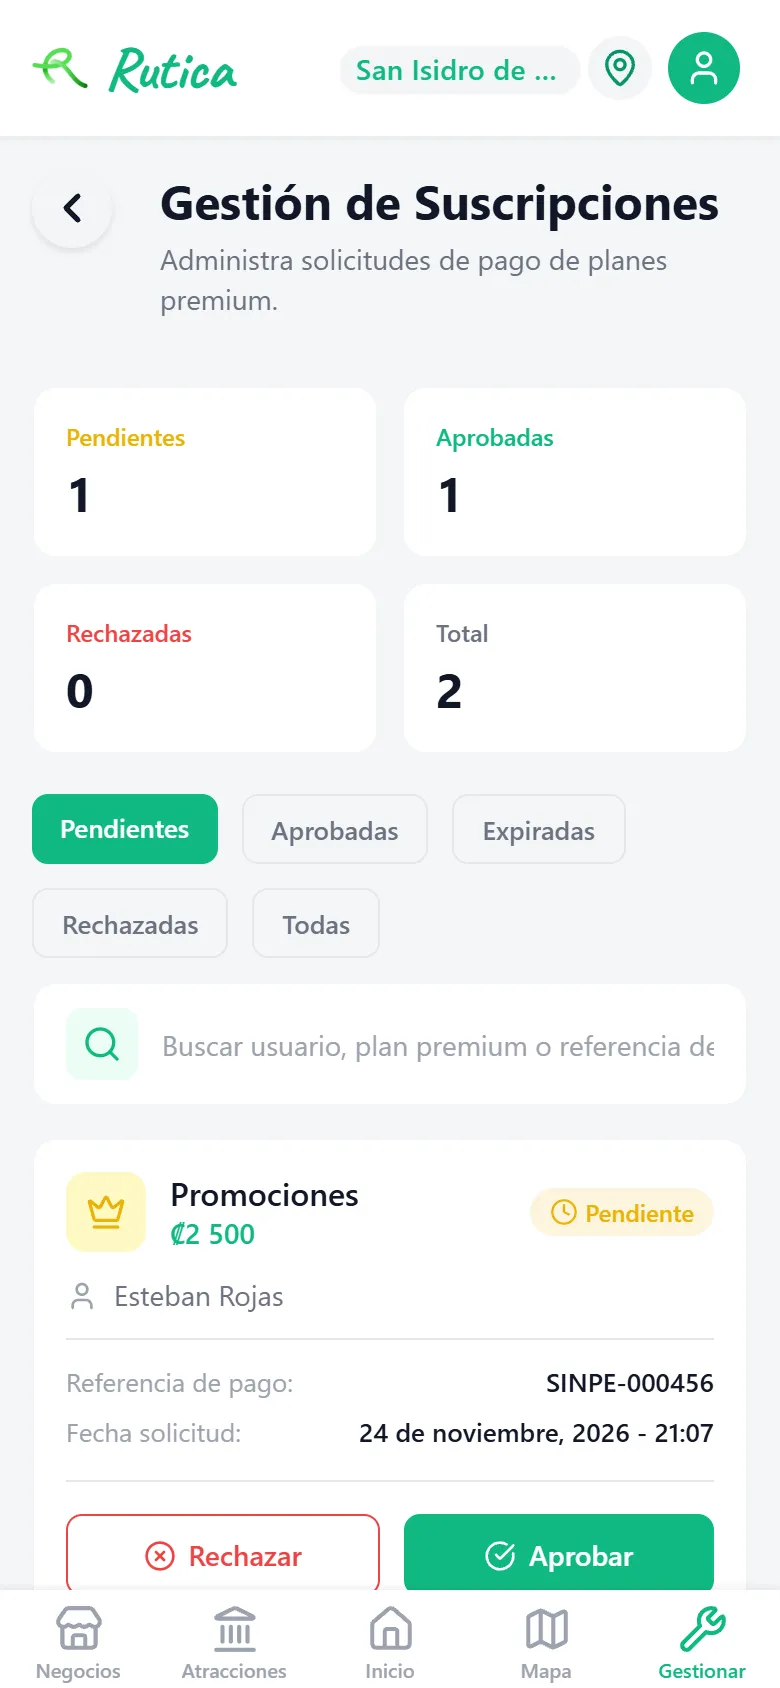 Rutica
San Isidro de ...
Gestión de Suscripciones
Administra solicitudes de pago de planes
premium.
Pendientes
1
Aprobadas
1
Rechazadas
0
Total
2
Pendientes
Aprobadas
Expiradas
Rechazadas
Todas
Buscar usuario, plan premium o referencia de
Promociones
₡2 500
Pendiente
Esteban Rojas
Referencia de pago: SINPE-000456
Fecha solicitud: 24 de noviembre, 2026 - 21:07
Rechazar
Aprobar
Negocios
Atracciones
Inicio
Mapa
Gestionar